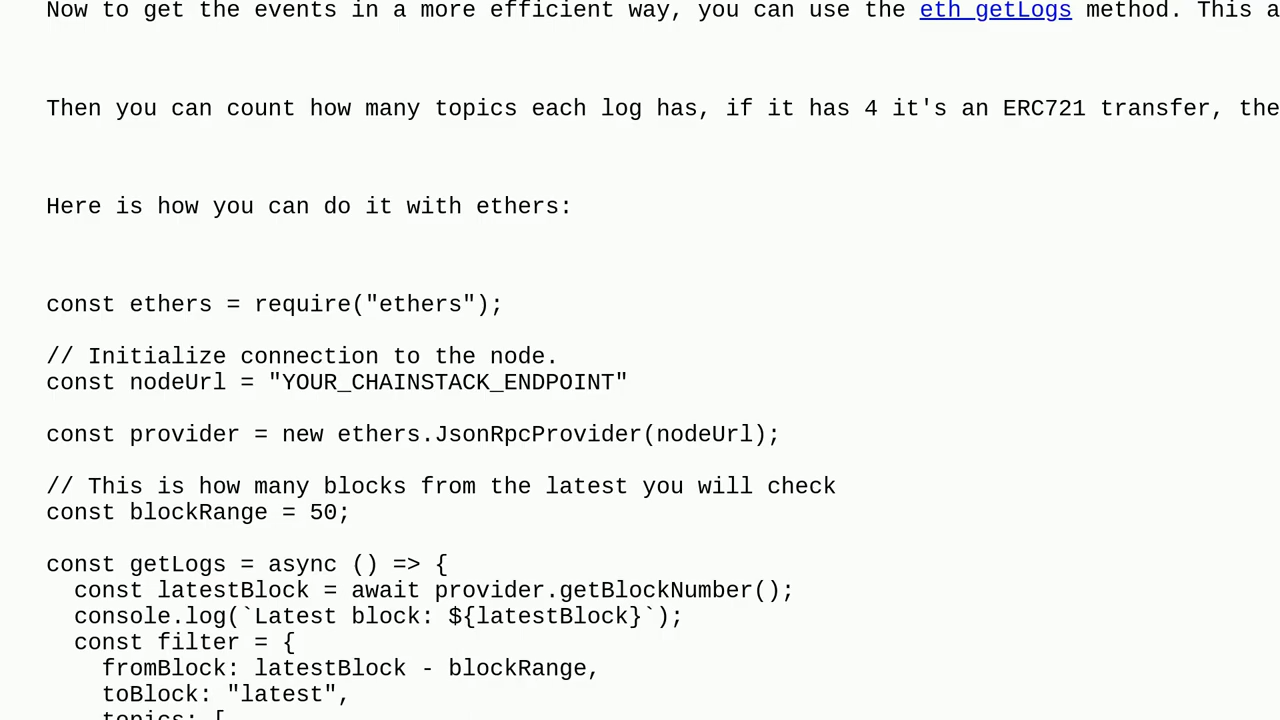 Now to get the events in a more efficient way, you can use the eth_getLogs method. This a
Then you can count how many topics each log has, if it has 4 it's an ERC721 transfer, the
Here is how you can do it with ethers:
const ethers = require("ethers");
// Initialize connection to the node.
const nodeUrl = "YOUR_CHAINSTACK_ENDPOINT"
const provider = new ethers.JsonRpcProvider(nodeUrl);
// This is how many blocks from the latest you will check
const blockRange = 50;
const getLogs = async () => {
  const latestBlock = await provider.getBlockNumber();
  console.log(`Latest block: ${latestBlock}`);
  const filter = {
    fromBlock: latestBlock - blockRange,
    toBlock: "latest",
    topics: [